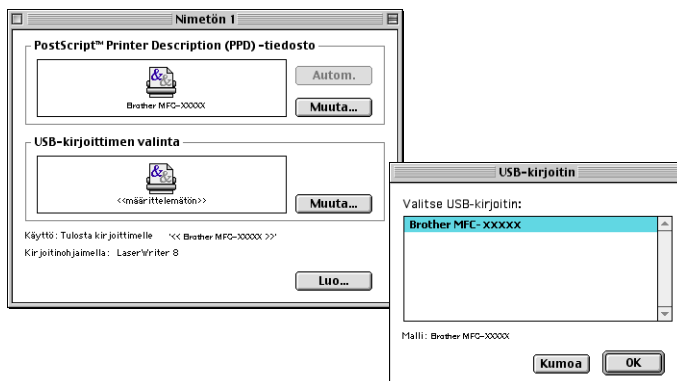 Nimetön 1
PostScript™ Printer Description (PPD) -tiedosto
Autom.
Brother MFC-XXXXX
Muuta...
USB-kirjoittimen valinta
<<määrittelemätön>>
Muuta...
Käyttö: Tulosta kirjoittimelle '<< Brother MFC-XXXXX >>'
Kirjoitinohjaimella: LaserWriter 8
Luo...
USB-kirjoitin
Valitse USB-kirjoitin:
Brother MFC- XXXXX
Malli: Brother MFC-XXXXX
Kumoa
OK